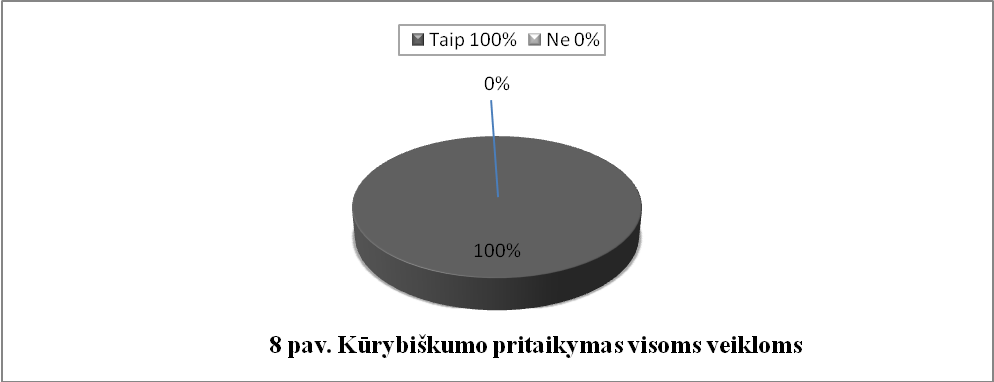 Taip 100% Ne 0%
0%
100%
8 pav. Kūrybiškumo pritaikymas visoms veikloms